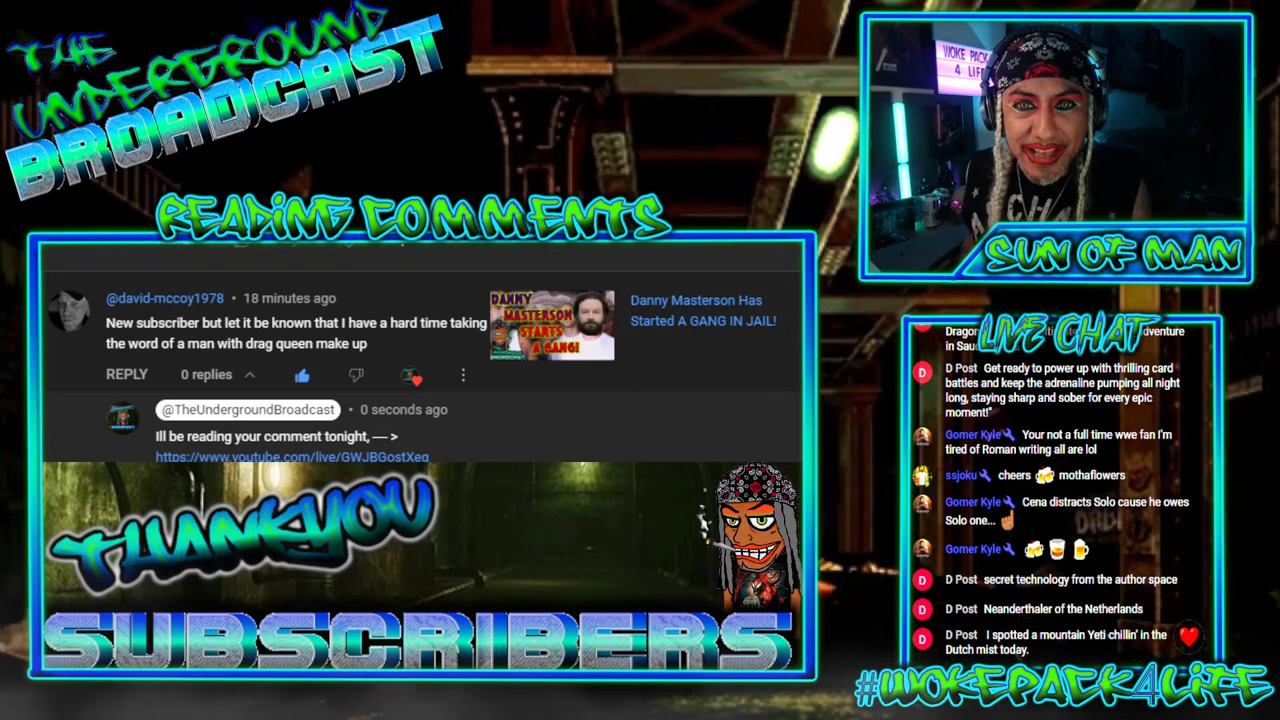 THE
UNDERGROUND
BROADCAST
READING COMMENTS
@david-mccoy1978 • 18 minutes ago
New subscriber but let it be known that I have a hard time taking
the word of a man with drag queen make up
REPLY 0 replies
DANNY
MASTERSON
STARTS
A GANG!
Danny Masterson Has
Started A GANG IN JAIL!
@TheUndergroundBroadcast • 0 seconds ago
Ill be reading your comment tonight, — >
https://www.youtube.com/live/GWJBGostXeg
THANK YOU
SUBSCRIBERS
WOKE PACK
4 LIFE
SUN OF MAN
LIVE CHAT
in
D Post Get ready to power up with thrilling card
battles and keep the adrenaline pumping all night
long, staying sharp and sober for every epic
moment!"
Gomer Kyle Your not a full time wwe fan I'm
tired of Roman writing all are lol
ssjoku cheers 🍻 mothaflowers
Gomer Kyle Cena distracts Solo cause he owes
Solo one... ☝🏽
Gomer Kyle 🍻🥃🍺
D Post secret technology from the author space
D Post Neanderthaler of the Netherlands
D Post I spotted a mountain Yeti chillin' in the
Dutch mist today.
#WOKEPACK4LIFE